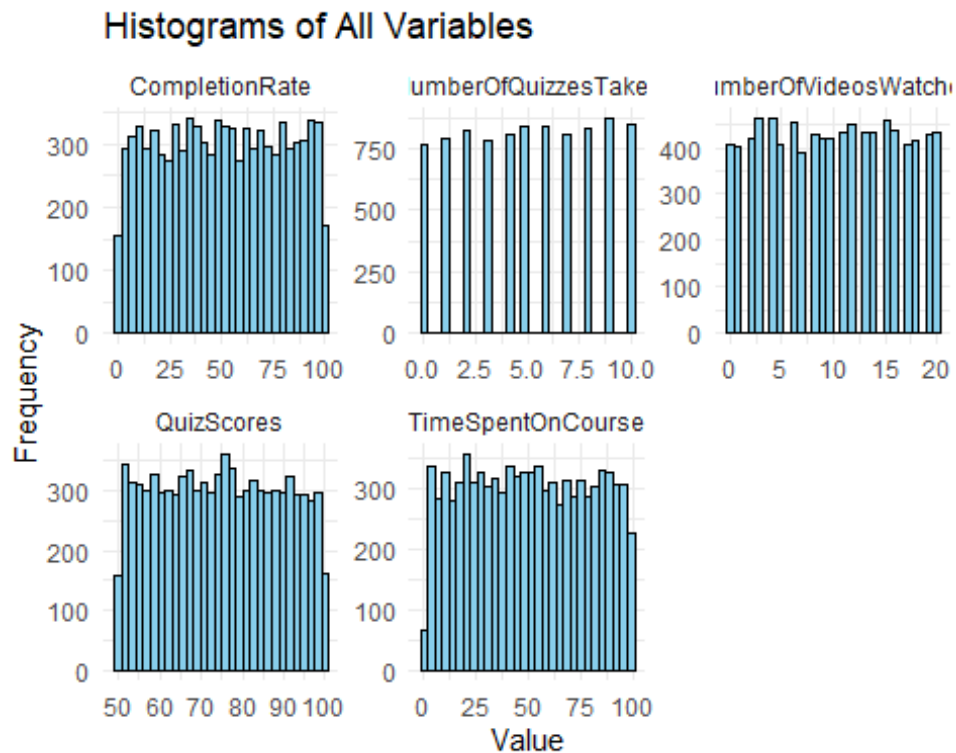 Histograms of All Variables
CompletionRate
umberOfQuizzesTake
umberOfVideosWatche
300
200
100
0
750
500
250
0
400
300
200
100
0
0 25 50 75 100
0.0 2.5 5.0 7.5 10.0
0 5 10 15 20
Frequency
QuizScores
TimeSpentOnCourse
300
200
100
0
300
200
100
0
50 60 70 80 90 100
0 25 50 75 100
Value